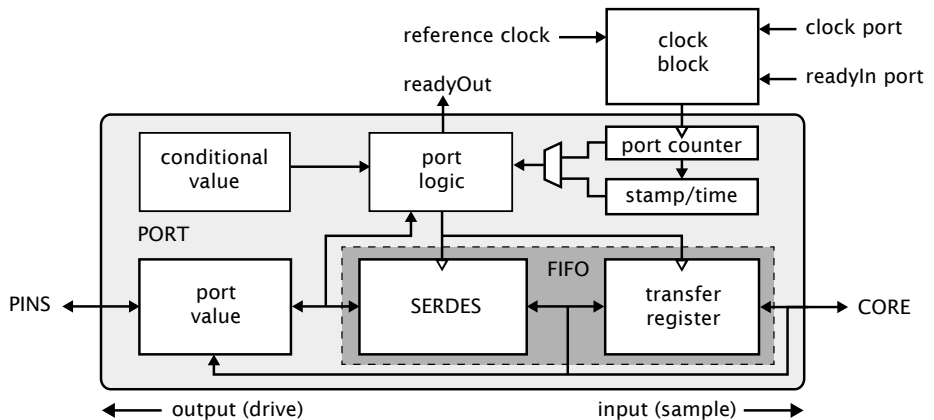 reference clock
clock
block
clock port
readyIn port
readyOut
conditional
value
port
logic
port counter
stamp/time
PORT
FIFO
PINS
port
value
SERDES
transfer
register
CORE
output (drive)
input (sample)